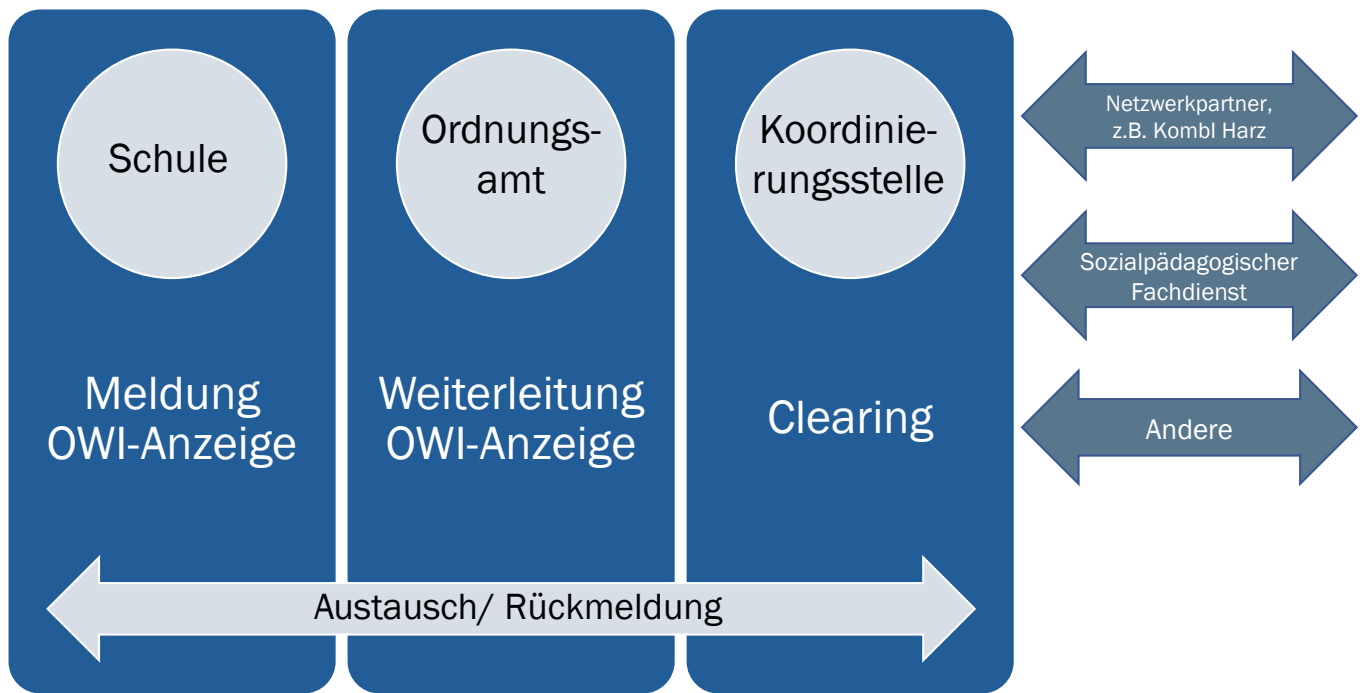 Schule
Ordnungs-
amt
Koordinie-
rungsstelle
Meldung
OWI-Anzeige
Weiterleitung
OWI-Anzeige
Clearing
Austausch/ Rückmeldung
Netzwerkpartner,
z.B. KombI Harz
Sozialpädagogischer
Fachdienst
Andere